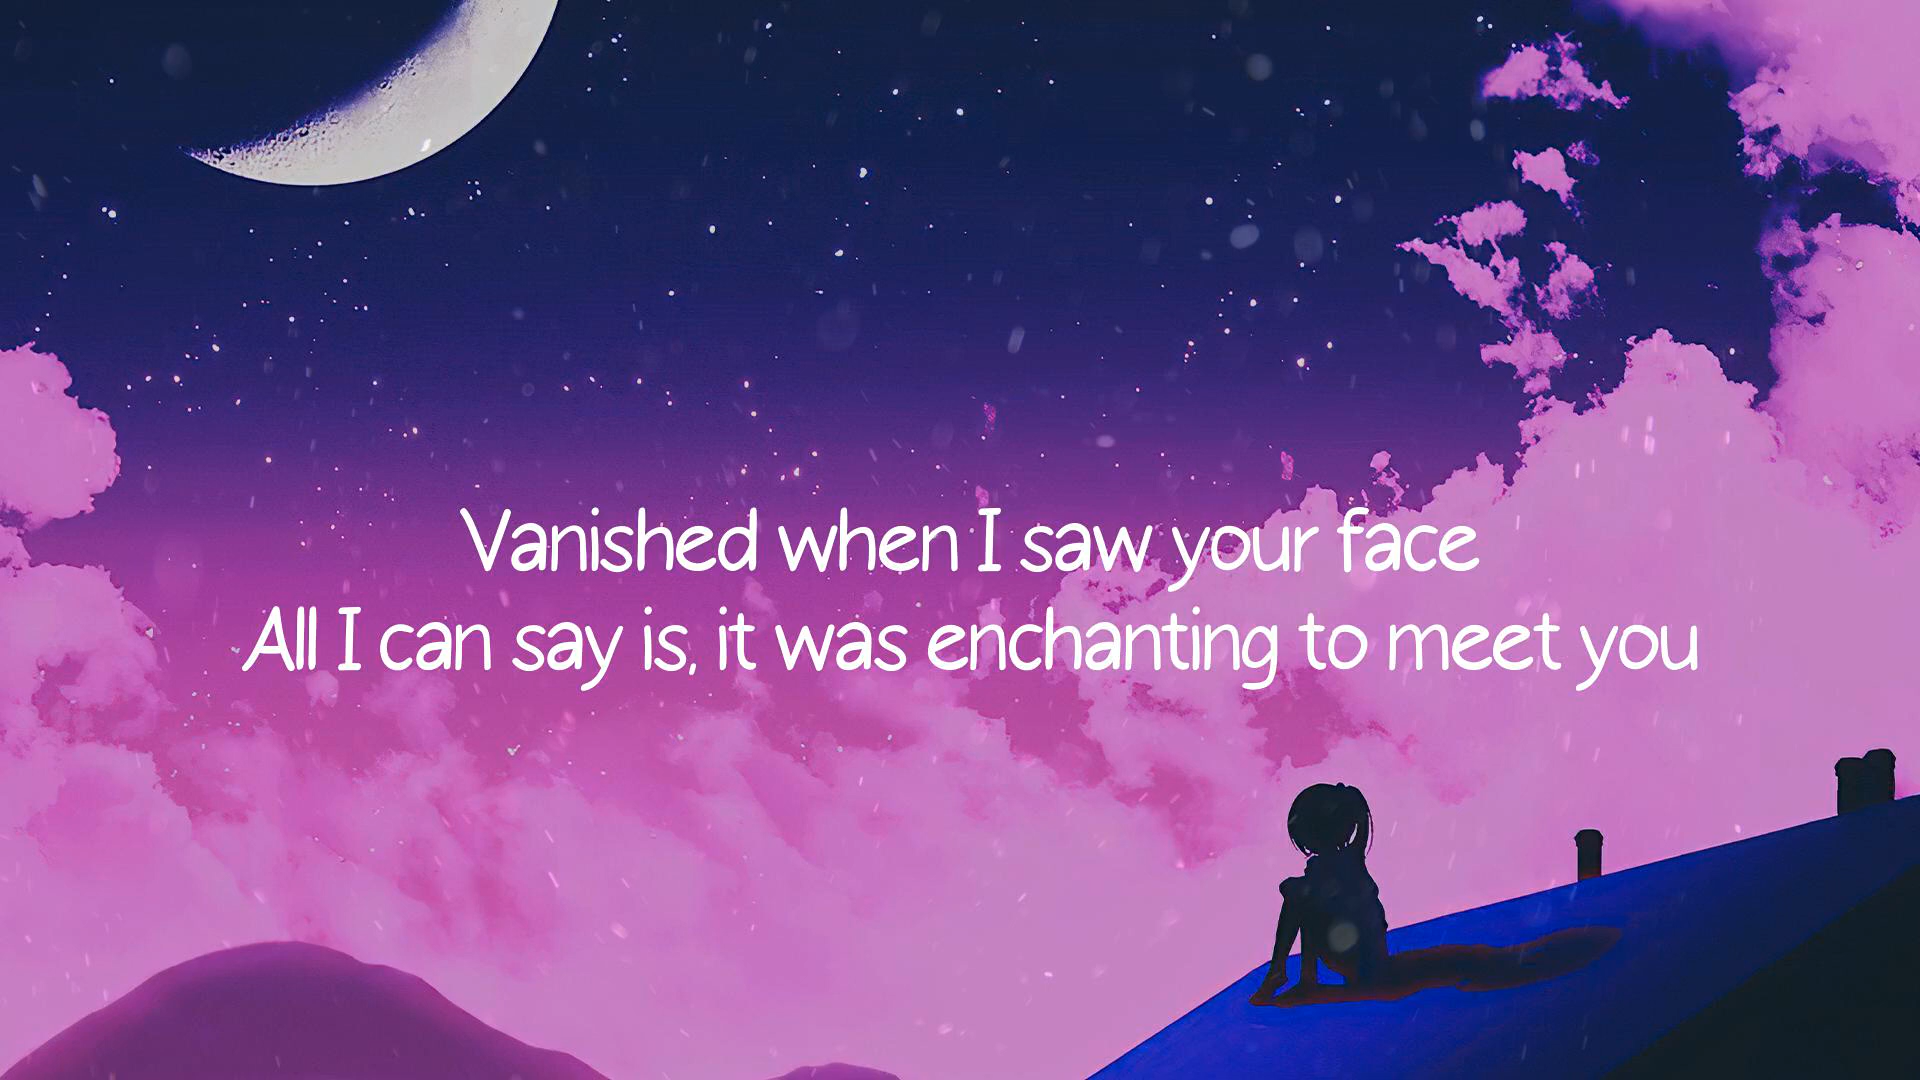 Vanished when I saw your face
All I can say is, it was enchanting to meet you